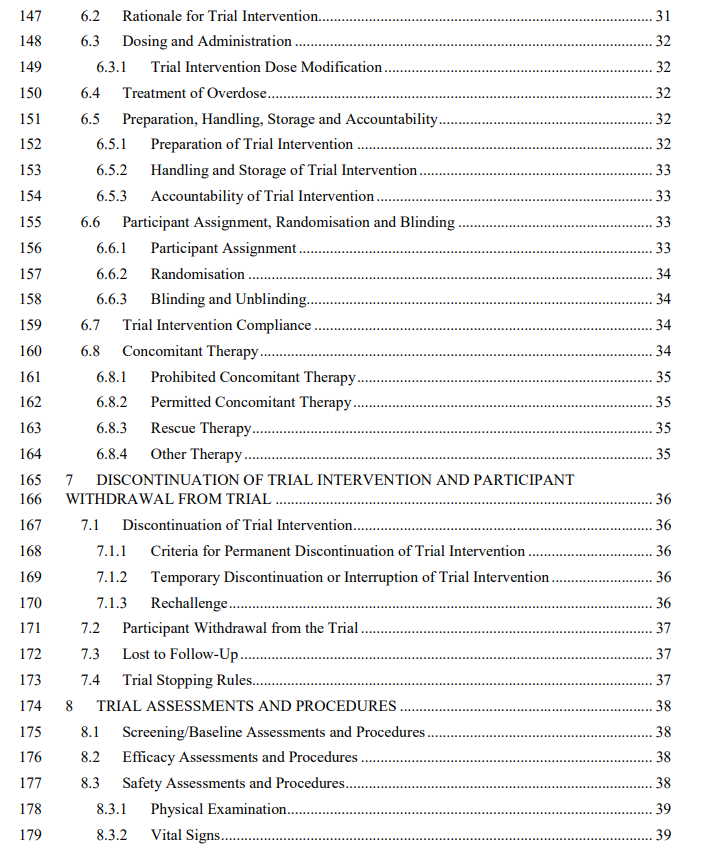 147 6.2 Rationale for Trial Intervention.......................................................................................... 31
148 6.3 Dosing and Administration ................................................................................................ 32
149 6.3.1 Trial Intervention Dose Modification ........................................................................ 32
150 6.4 Treatment of Overdose....................................................................................................... 32
151 6.5 Preparation, Handling, Storage and Accountability.......................................................... 32
152 6.5.1 Preparation of Trial Intervention ............................................................................... 32
153 6.5.2 Handling and Storage of Trial Intervention............................................................... 33
154 6.5.3 Accountability of Trial Intervention .......................................................................... 33
155 6.6 Participant Assignment, Randomisation and Blinding ..................................................... 33
156 6.6.1 Participant Assignment .............................................................................................. 33
157 6.6.2 Randomisation ........................................................................................................... 34
158 6.6.3 Blinding and Unblinding............................................................................................ 34
159 6.7 Trial Intervention Compliance ........................................................................................... 34
160 6.8 Concomitant Therapy......................................................................................................... 34
161 6.8.1 Prohibited Concomitant Therapy............................................................................... 35
162 6.8.2 Permitted Concomitant Therapy................................................................................ 35
163 6.8.3 Rescue Therapy.......................................................................................................... 35
164 6.8.4 Other Therapy ............................................................................................................ 35
165 7 DISCONTINUATION OF TRIAL INTERVENTION AND PARTICIPANT
166 WITHDRAWAL FROM TRIAL ................................................................................................. 36
167 7.1 Discontinuation of Trial Intervention................................................................................ 36
168 7.1.1 Criteria for Permanent Discontinuation of Trial Intervention .................................. 36
169 7.1.2 Temporary Discontinuation or Interruption of Trial Intervention ............................ 36
170 7.1.3 Rechallenge................................................................................................................ 36
171 7.2 Participant Withdrawal from the Trial ............................................................................... 37
172 7.3 Lost to Follow-Up .............................................................................................................. 37
173 7.4 Trial Stopping Rules........................................................................................................... 37
174 8 TRIAL ASSESSMENTS AND PROCEDURES ................................................................. 38
175 8.1 Screening/Baseline Assessments and Procedures ............................................................. 38
176 8.2 Efficacy Assessments and Procedures ............................................................................... 38
177 8.3 Safety Assessments and Procedures................................................................................... 38
178 8.3.1 Physical Examination................................................................................................. 39
179 8.3.2 Vital Signs.................................................................................................................. 39